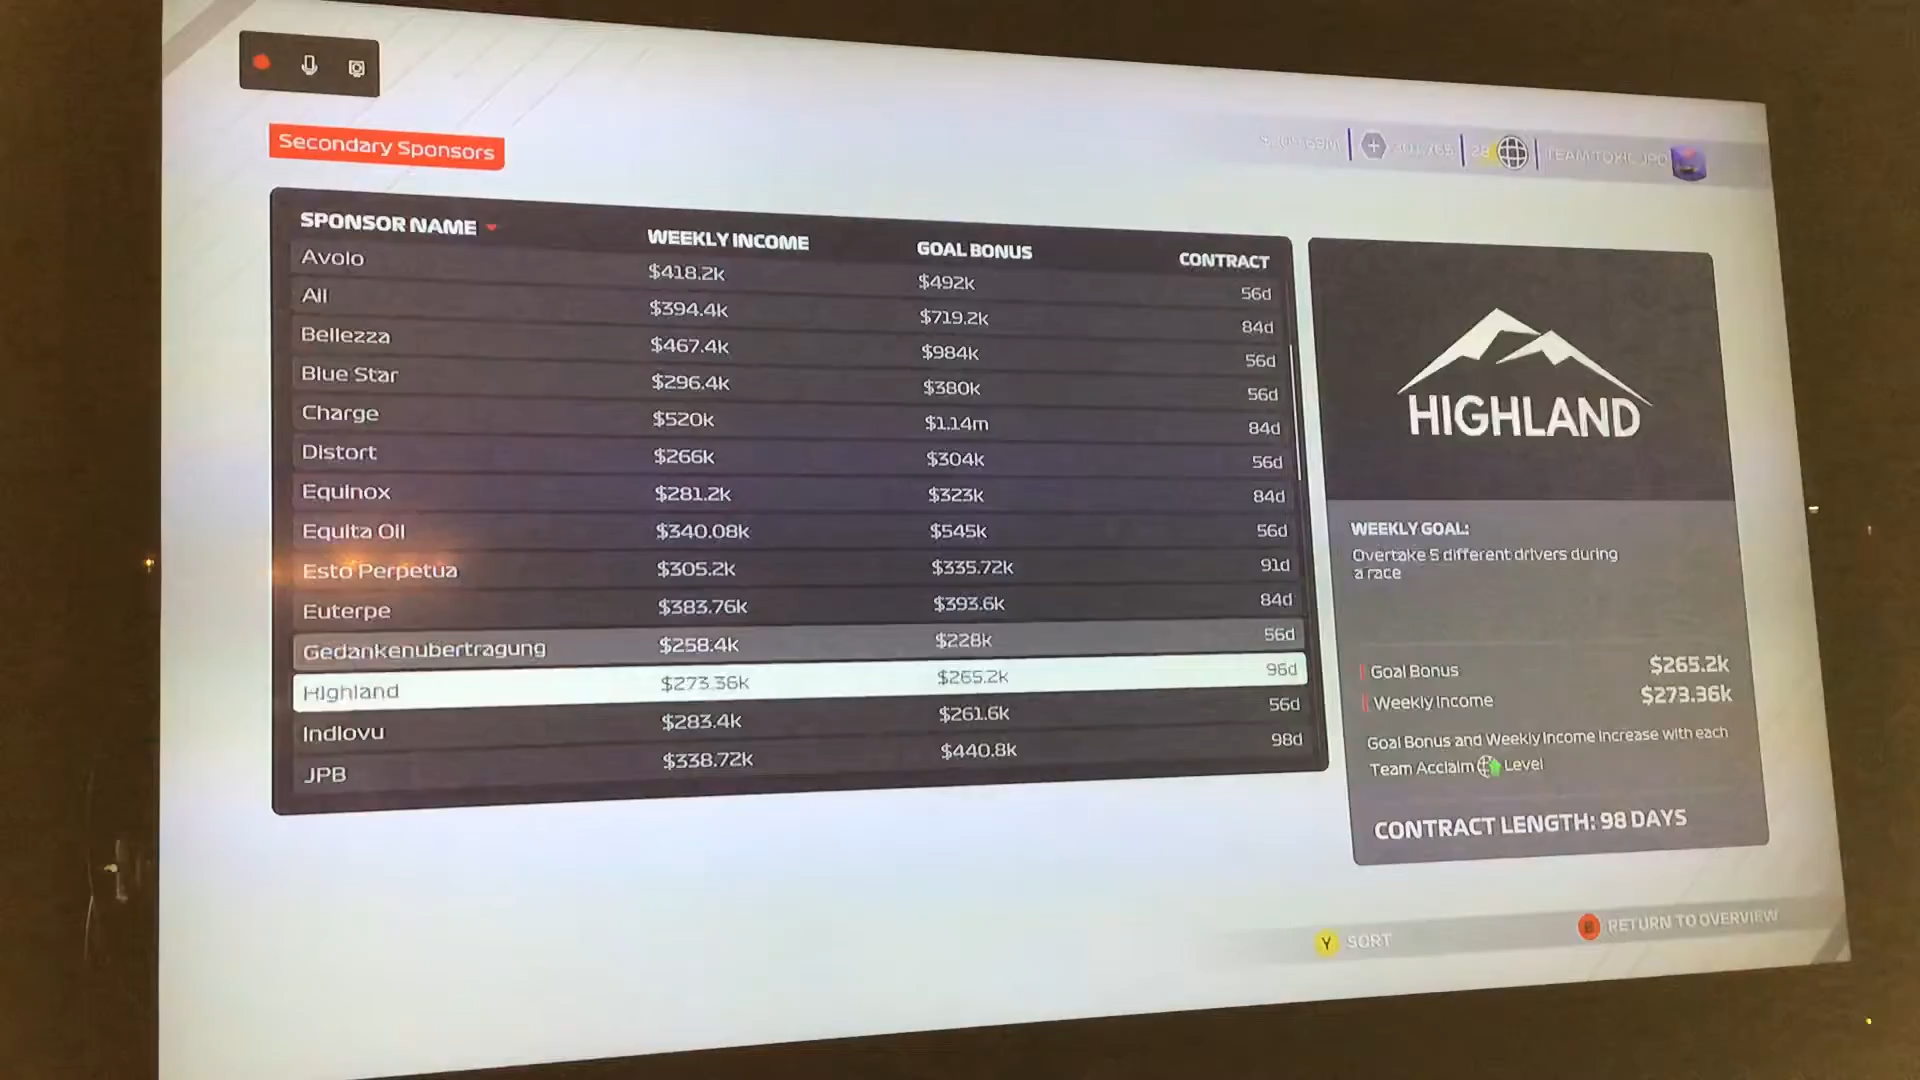 Secondary Sponsors
28 TEAM TOXIC JPO
SPONSOR NAME WEEKLY INCOME GOAL BONUS CONTRACT
Avolo $418.2k $492k 56d
All $394.4k $719.2k 84d
Bellezza $467.4k $984k 56d
Blue Star $296.4k $380k 56d
Charge $520k $1.14m 84d
Distort $266k $304k 56d
Equinox $281.2k $323k 84d
Equita Oil $340.08k $545k 56d
Esto Perpetua $305.2k $335.72k 91d
Euterpe $383.76k $393.6k 84d
Gedankenubertragung $258.4k $228k 56d
Highland $273.36k $265.2k 96d
Indlovu $283.4k $261.6k 56d
JPB $338.72k $440.8k 98d
HIGHLAND
WEEKLY GOAL:
Overtake 5 different drivers during
a race
Goal Bonus $265.2k
Weekly Income $273.36k
Goal Bonus and Weekly Income increase with each
Team Acclaim Level
CONTRACT LENGTH: 98 DAYS
Y SORT B RETURN TO OVERVIEW